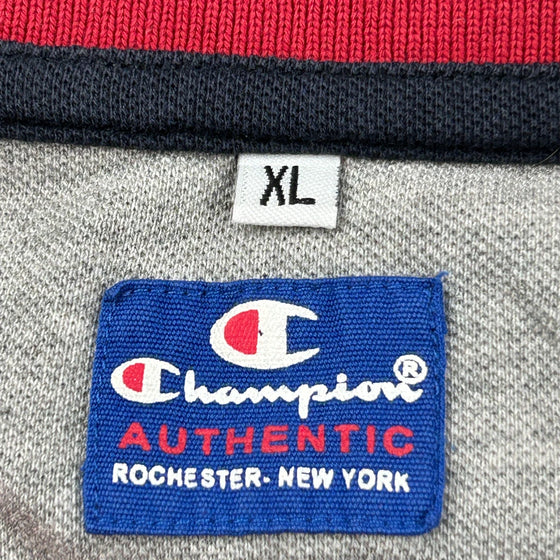 XL
Champion®
AUTHENTIC
ROCHESTER- NEW YORK